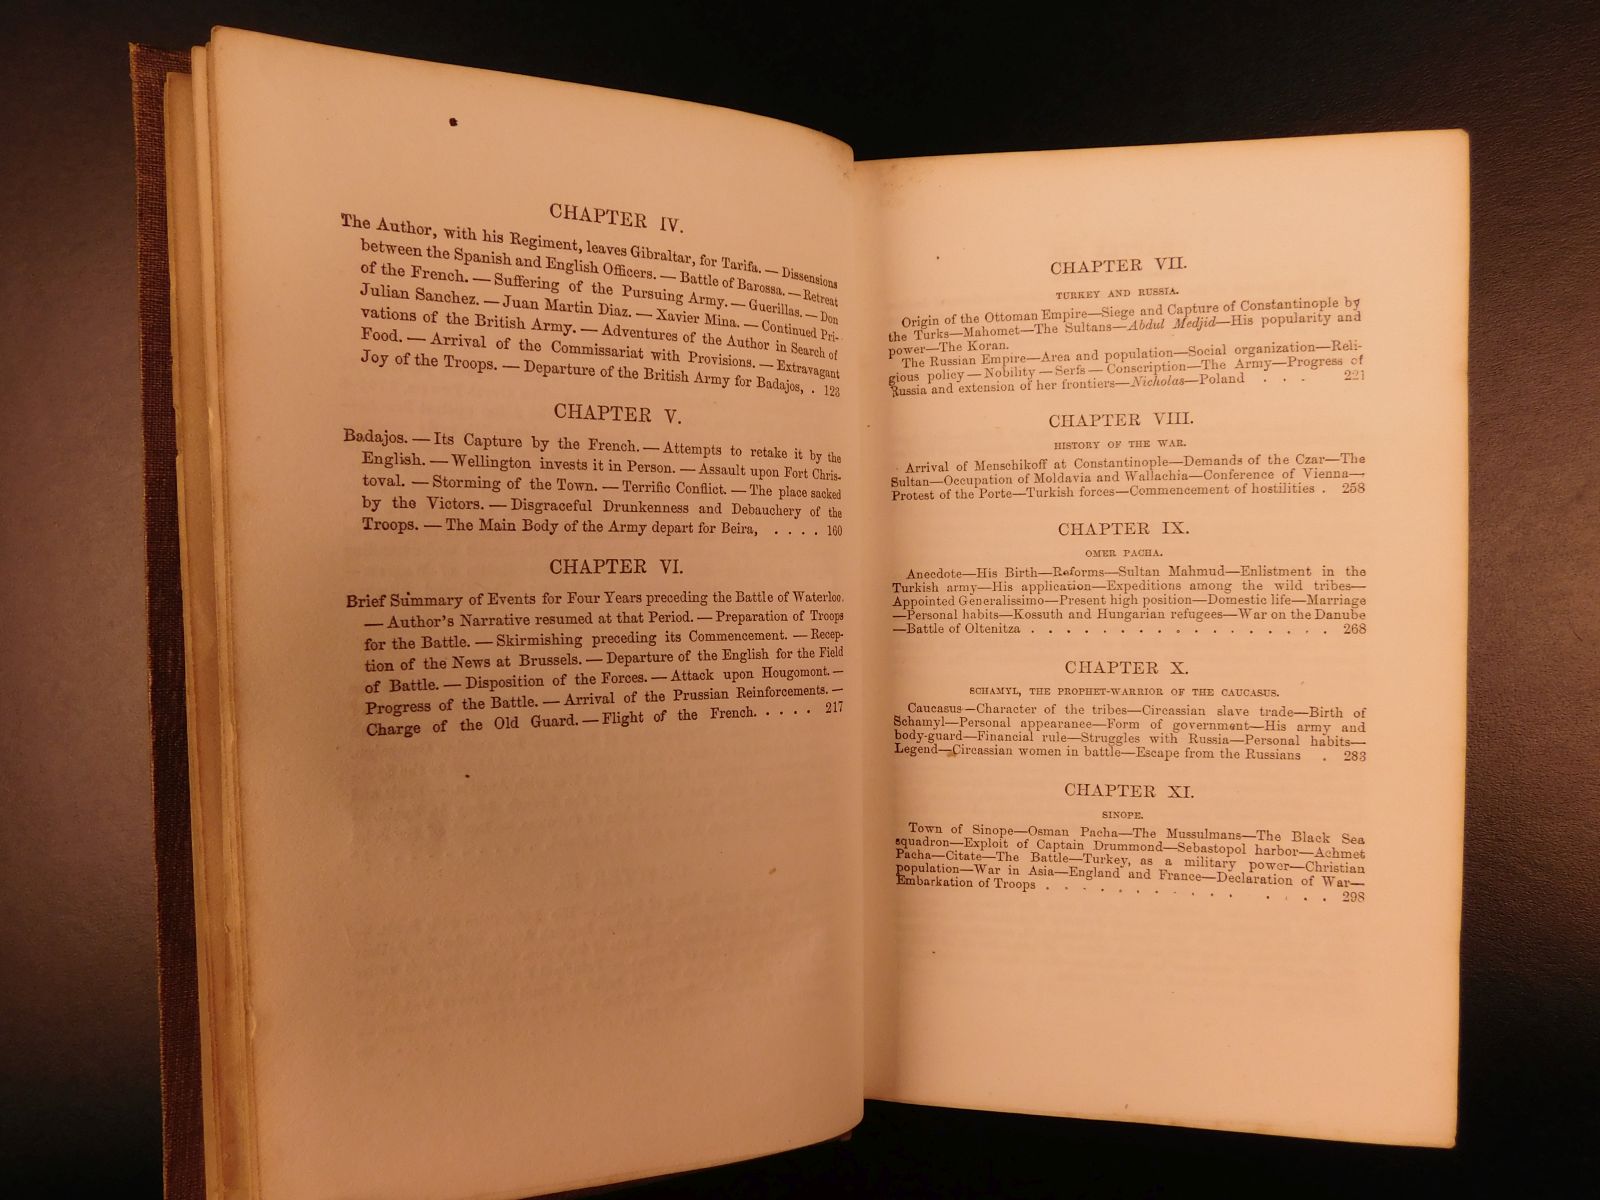 CHAPTER IV.
The Author, with his Regiment, leaves Gibraltar, for Tarifa. — Dissensions
between the Spanish and English Officers. — Battle of Barossa. — Retreat
of the French. — Suffering of the Pursuing Army. — Guerillas. — Don
Julian Sanchez. — Juan Martin Diaz. — Xavier Mina. — Continued Pri-
vations of the British Army. — Adventures of the Author in Search of
Food. — Arrival of the Commissariat with Provisions. — Extravagant
Joy of the Troops. — Departure of the British Army for Badajos, . 123
CHAPTER V.
Badajos. — Its Capture by the French. — Attempts to retake it by the
English. — Wellington invests it in Person. — Assault upon Fort Chris-
toval. — Storming of the Town. — Terrific Conflict. — The place sacked
by the Victors. — Disgraceful Drunkenness and Debauchery of the
Troops. — The Main Body of the Army depart for Beira, . . . . 160
CHAPTER VI.
Brief Summary of Events for Four Years preceding the Battle of Waterloo.
— Author's Narrative resumed at that Period. — Preparation of Troops
for the Battle. — Skirmishing preceding its Commencement. — Recep-
tion of the News at Brussels. — Departure of the English for the Field
of Battle. — Disposition of the Forces. — Attack upon Hougomont. —
Progress of the Battle. — Arrival of the Prussian Reinforcements. —
Charge of the Old Guard. — Flight of the French. . . . . 217
CHAPTER VII.
TURKEY AND RUSSIA.
Origin of the Ottoman Empire—Siege and Capture of Constantinople by
the Turks—Mahomet—The Sultans—Abdul Medjid—His popularity and
power—The Koran.
The Russian Empire—Area and population—Social organization—Reli-
gious policy — Nobility — Serfs — Conscription—The Army—Progress of
Russia and extension of her frontiers—Nicholas—Poland . . . 221
CHAPTER VIII.
HISTORY OF THE WAR.
Arrival of Menschikoff at Constantinople—Demands of the Czar—The
Sultan—Occupation of Moldavia and Wallachia—Conference of Vienna—
Protest of the Porte—Turkish forces—Commencement of hostilities . 258
CHAPTER IX.
OMER PACHA.
Anecdote—His Birth—Reforms—Sultan Mahmud—Enlistment in the
Turkish army—His application—Expeditions among the wild tribes—
Appointed Generalissimo—Present high position—Domestic life—Marriage
—Personal habits—Kossuth and Hungarian refugees—War on the Danube
—Battle of Oltenitza . . . . . . . . . . . . . . . . . 268
CHAPTER X.
SCHAMYL, THE PROPHET-WARRIOR OF THE CAUCASUS.
Caucasus—Character of the tribes—Circassian slave trade—Birth of
Schamyl—Personal appearance—Form of government—His army and
body-guard—Financial rule—Struggles with Russia—Personal habits—
Legend—Circassian women in battle—Escape from the Russians . 283
CHAPTER XI.
SINOPE.
Town of Sinope—Osman Pacha—The Mussulmans—The Black Sea
squadron—Exploit of Captain Drummond—Sebastopol harbor—Achmet
Pacha—Citate—The Battle—Turkey, as a military power—Christian
population—War in Asia—England and France—Declaration of War—
Embarkation of Troops . . . . . . . . . . . . . . . 298